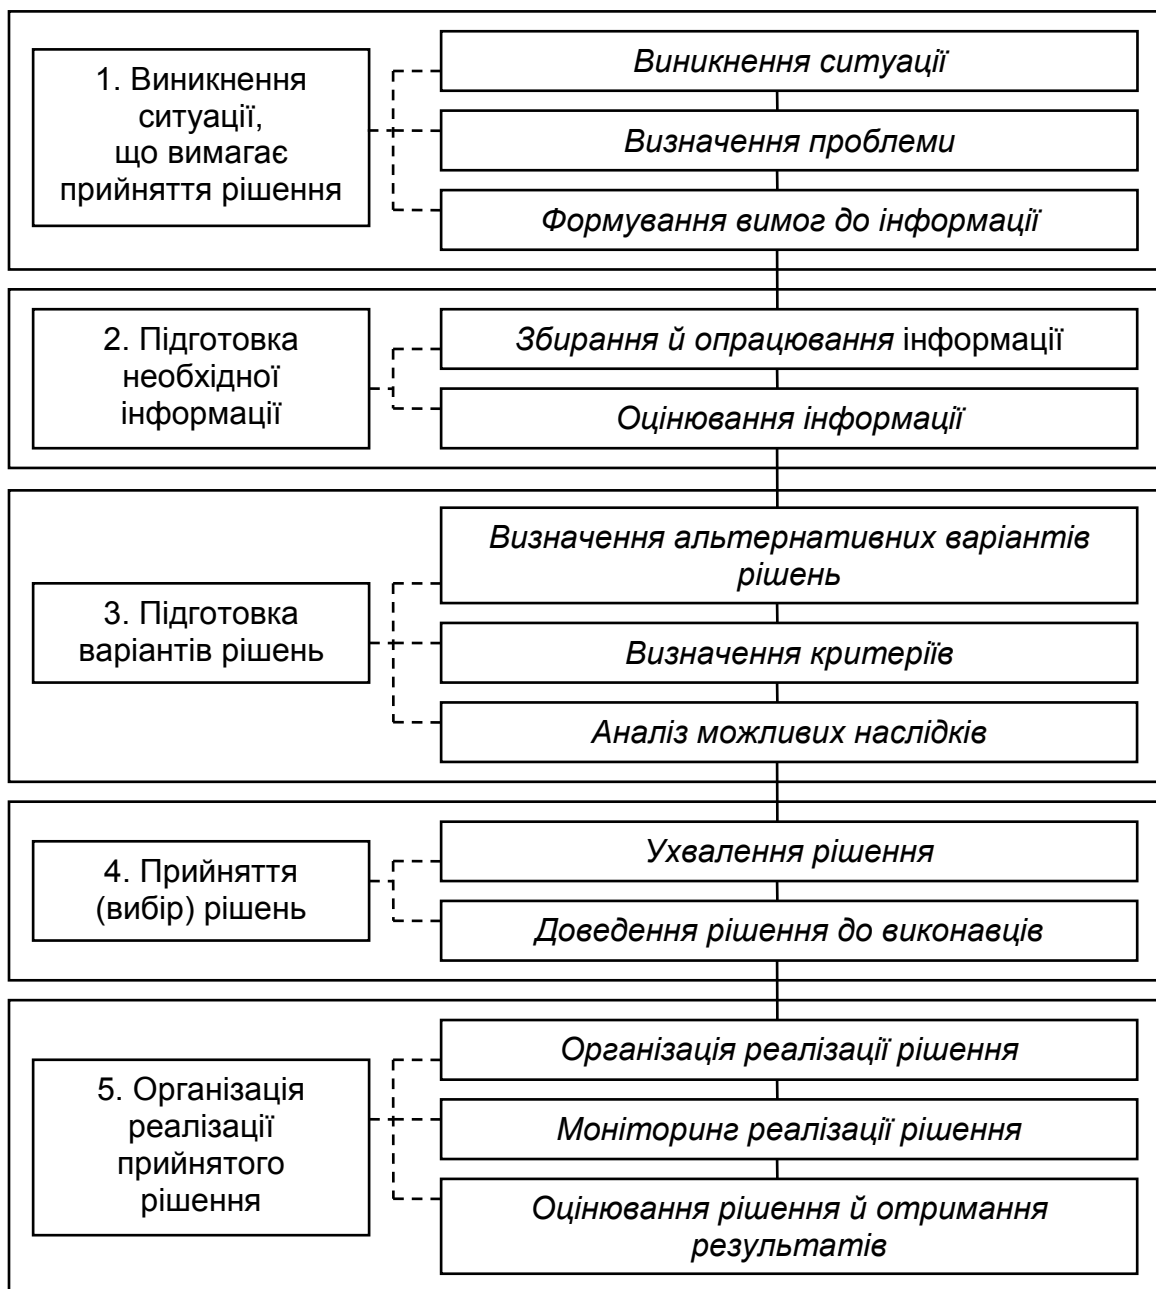 1. Виникнення
ситуації,
що вимагає
прийняття рішення
Виникнення ситуації
Визначення проблеми
Формування вимог до інформації
2. Підготовка
необхідної
інформації
Збирання й опрацювання інформації
Оцінювання інформації
3. Підготовка
варіантів рішень
Визначення альтернативних варіантів
рішень
Визначення критеріїв
Аналіз можливих наслідків
4. Прийняття
(вибір) рішень
Ухвалення рішення
Доведення рішення до виконавців
5. Організація
реалізації
прийнятого
рішення
Організація реалізації рішення
Моніторинг реалізації рішення
Оцінювання рішення й отримання
результатів